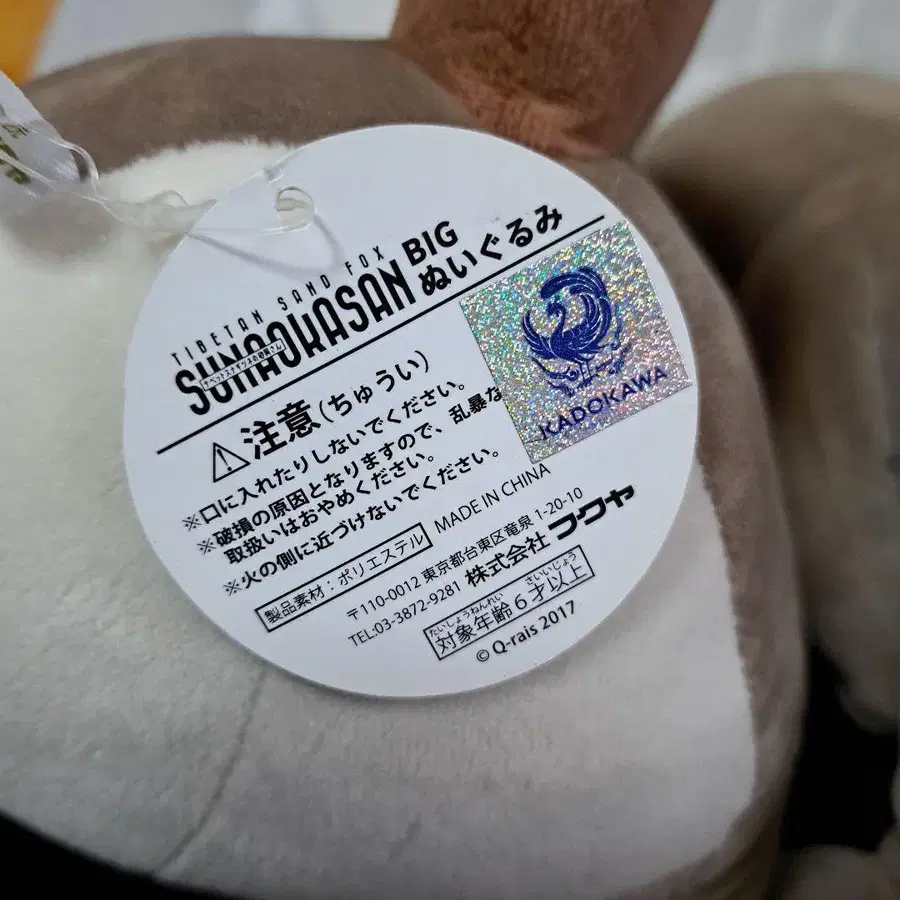 TIBETAN SAND FOX
SUNAOKASAN
チベットスナギツネの砂岡さん
BIG
ぬいぐるみ
⚠注意(ちゅうい)
※口に入れたりしないでください。
※破損の原因となりますので、乱暴な
取扱いはおやめください。
※火の側に近づけないでください。
製品素材:ポリエステル MADE IN CHINA
〒110-0012 東京都台東区竜泉 1-20-10
TEL:03-3872-9281 株式会社 フクヤ
たいしょうねんれい さいいじょう
対象年齢6才以上
© Q-rais 2017
KADOKAWA